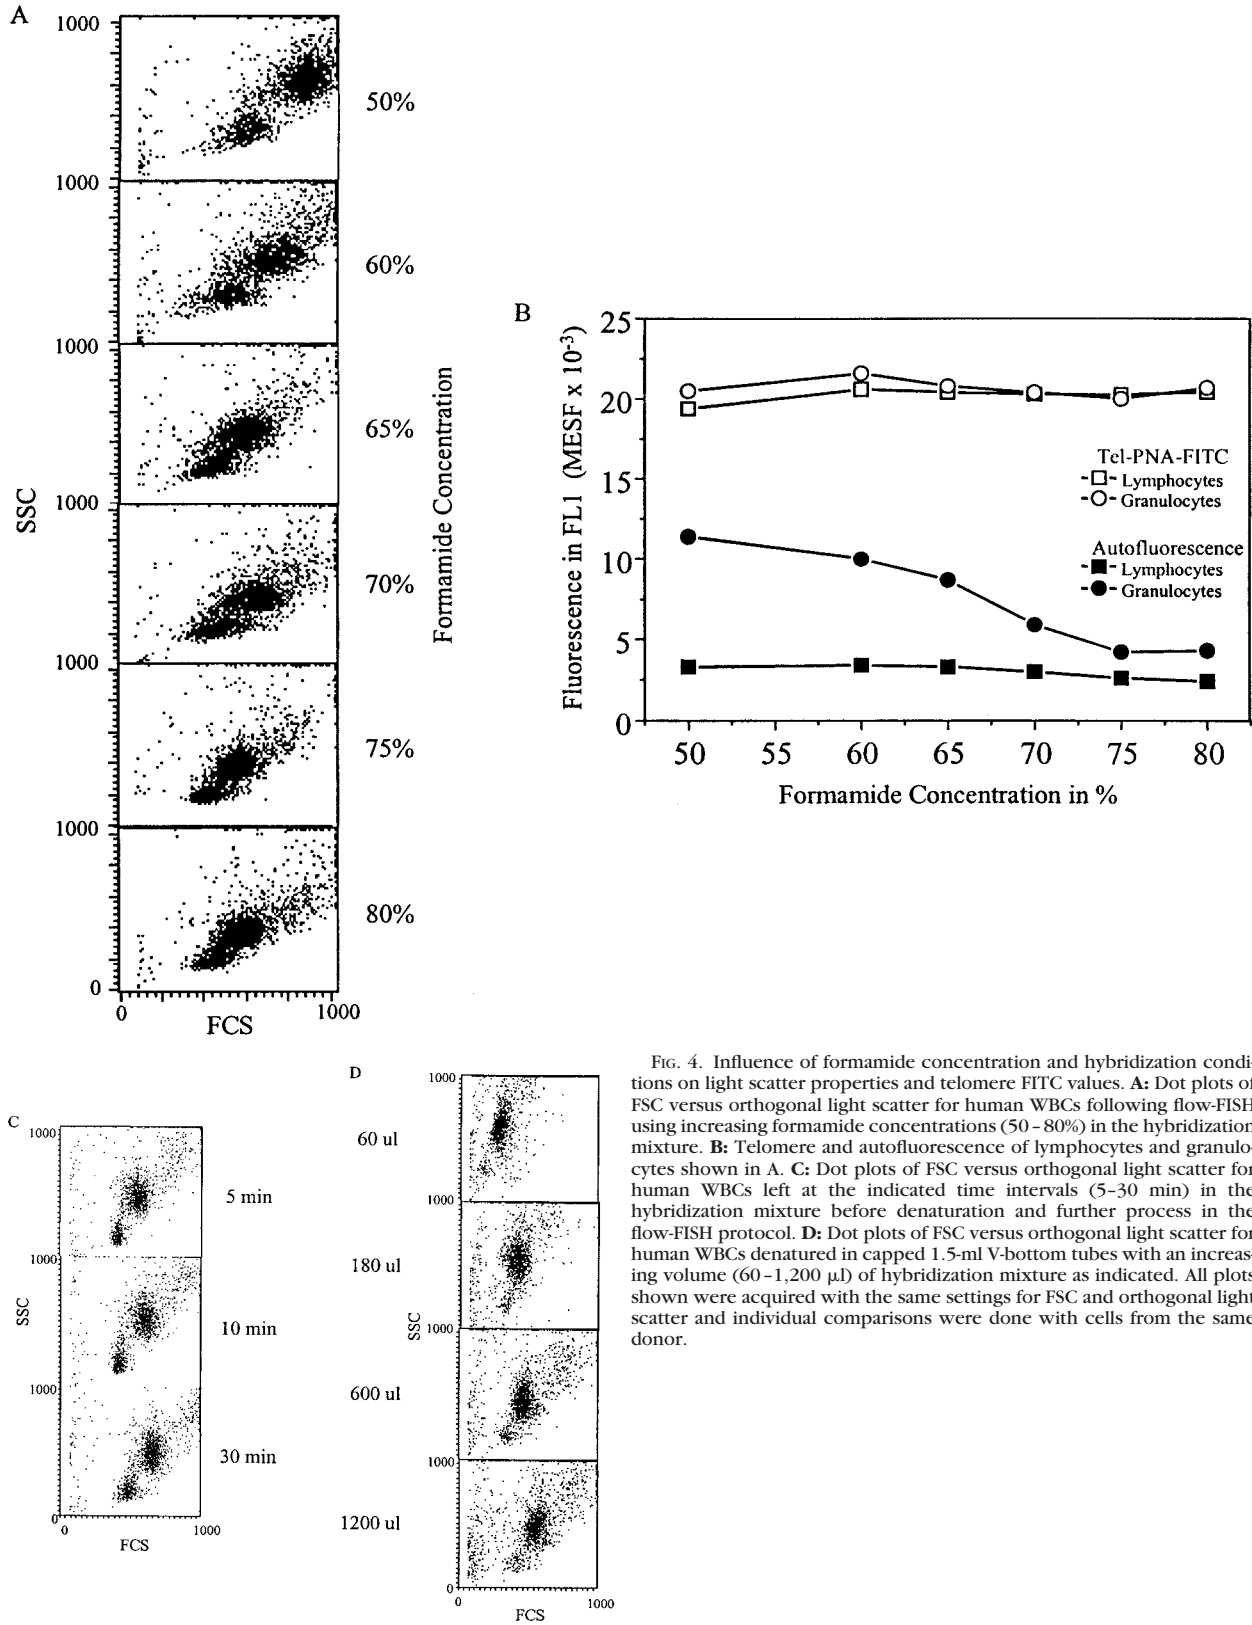 A
1000
50%
1000
60%
1000
65%
1000
70%
1000
75%
1000
80%
0
0
1000
FCS
SSC
Formamide Concentration
B
25
20
15
10
5
0
Fluorescence in FL1 (MESF x 10-3)
Tel-PNA-FITC
Lymphocytes
Granulocytes
Autofluorescence
Lymphocytes
Granulocytes
50 55 60 65 70 75 80
Formamide Concentration in %
C
1000
5 min
1000
10 min
1000
30 min
0
0
1000
FCS
SSC
D
1000
60 ul
1000
180 ul
1000
600 ul
1000
1200 ul
0
0
1000
FCS
SSC
FIG. 4. Influence of formamide concentration and hybridization condi-
tions on light scatter properties and telomere FITC values. A: Dot plots of
FSC versus orthogonal light scatter for human WBCs following flow-FISH
using increasing formamide concentrations (50–80%) in the hybridization
mixture. B: Telomere and autofluorescence of lymphocytes and granulo-
cytes shown in A. C: Dot plots of FSC versus orthogonal light scatter for
human WBCs left at the indicated time intervals (5–30 min) in the
hybridization mixture before denaturation and further process in the
flow-FISH protocol. D: Dot plots of FSC versus orthogonal light scatter for
human WBCs denatured in capped 1.5-ml V-bottom tubes with an increas-
ing volume (60–1,200 µl) of hybridization mixture as indicated. All plots
shown were acquired with the same settings for FSC and orthogonal light
scatter and individual comparisons were done with cells from the same
donor.